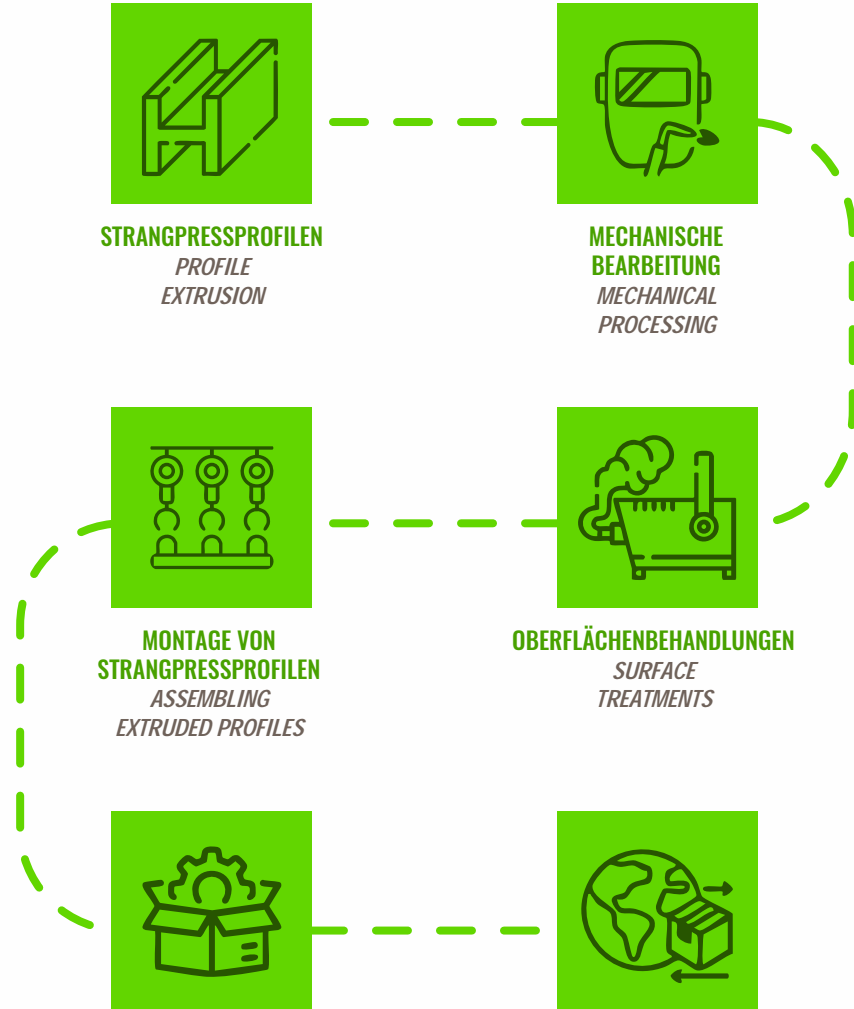 STRANGPRESSPROFILEN
PROFILE
EXTRUSION
MECHANISCHE
BEARBEITUNG
MECHANICAL
PROCESSING
MONTAGE VON
STRANGPRESSPROFILEN
ASSEMBLING
EXTRUDED PROFILES
OBERFLÄCHENBEHANDLUNGEN
SURFACE
TREATMENTS